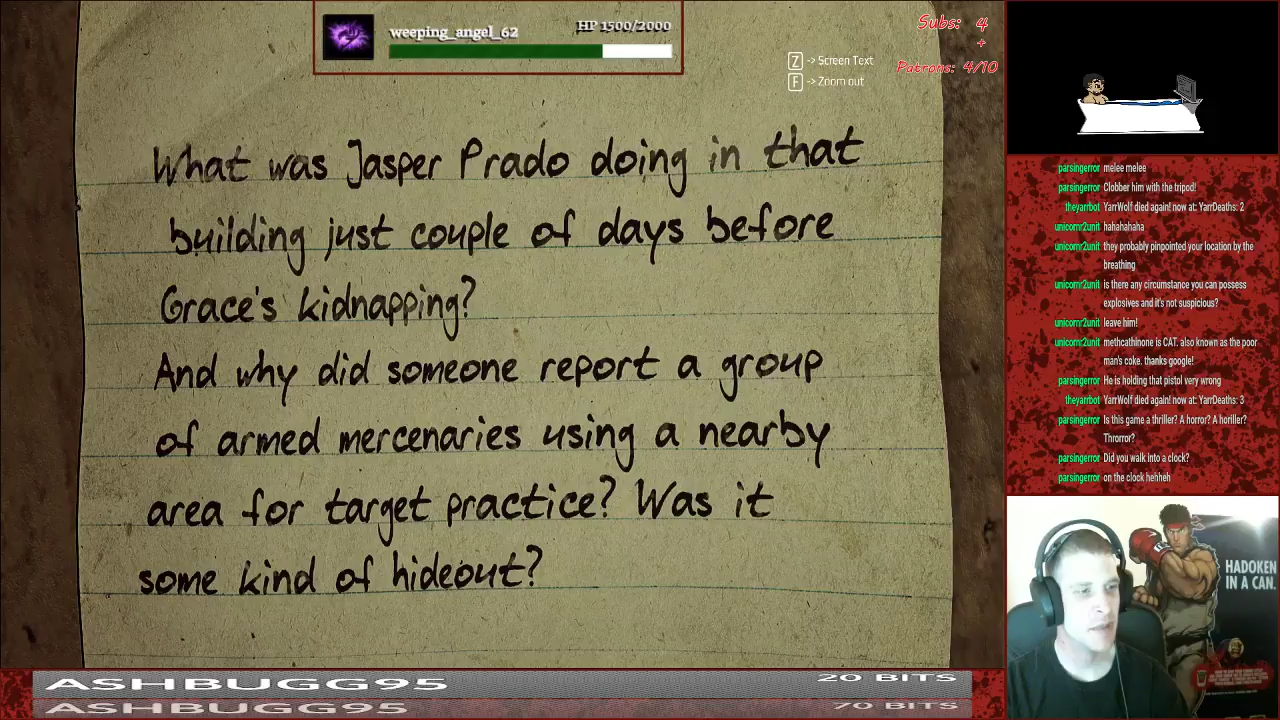 weeping_angel_62
HP 1500/2000
Z -> Screen Text
F -> Zoom out
Subs: 4
+
Patrons: 4/10
What was Jasper Prado doing in that
building just couple of days before
Grace's kidnapping?
And why did someone report a group
of armed mercenaries using a nearby
area for target practice? Was it
some kind of hideout?
parsingerror melee melee
parsingerror Clobber him with the tripod!
theyarrbot YarrWolf died again! now at: YarrDeaths: 2
unicornr2unit hahahahaha
unicornr2unit they probably pinpointed your location by the
breathing
unicornr2unit is there any circumstance you can possess
explosives and it's not suspicious?
unicornr2unit leave him!
unicornr2unit methcathinone is CAT. also known as the poor
man's coke. thanks google!
parsingerror He is holding that pistol very wrong
theyarrbot YarrWolf died again! now at: YarrDeaths: 3
parsingerror Is this game a thriller? A horror? A horiller?
Throrror?
parsingerror Did you walk into a clock?
parsingerror on the clock hehheh
HADOKEN
IN A CAN.
ASHBUGG95 20 BITS
ASHBUGG95 70 BITS